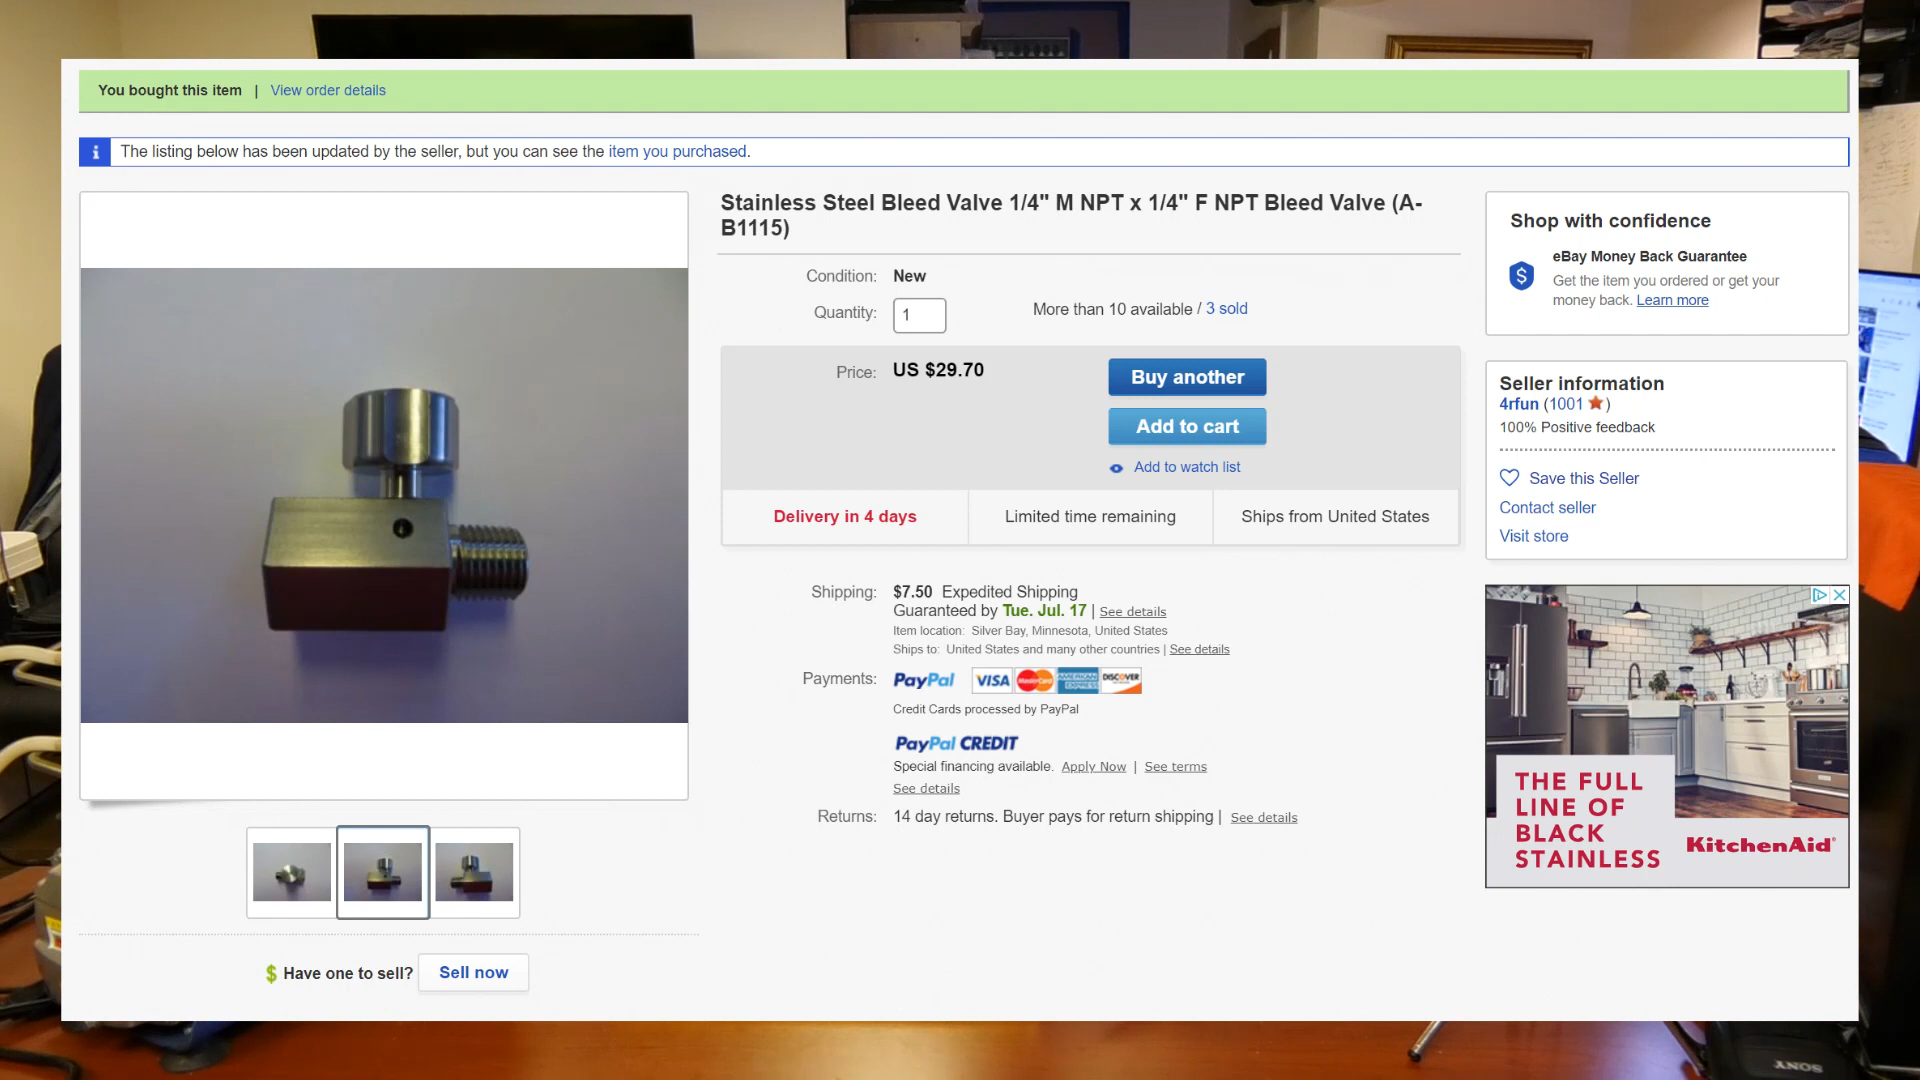 You bought this item | View order details
The listing below has been updated by the seller, but you can see the item you purchased.
Stainless Steel Bleed Valve 1/4" M NPT x 1/4" F NPT Bleed Valve (A-
B1115)
Condition: New
Quantity: 1 More than 10 available / 3 sold
Price: US $29.70
Buy another
Add to cart
Add to watch list
Delivery in 4 days
Limited time remaining
Ships from United States
Shipping: $7.50 Expedited Shipping
Guaranteed by Tue. Jul. 17 | See details
Item location: Silver Bay, Minnesota, United States
Ships to: United States and many other countries | See details
Payments: PayPal VISA MasterCard AMERICAN EXPRESS DISCOVER
Credit Cards processed by PayPal
PayPal CREDIT
Special financing available. Apply Now | See terms
See details
Returns: 14 day returns. Buyer pays for return shipping | See details
$ Have one to sell? Sell now
Shop with confidence
$
eBay Money Back Guarantee
Get the item you ordered or get your
money back. Learn more
Seller information
4rfun (1001)
100% Positive feedback
Save this Seller
Contact seller
Visit store
THE FULL
LINE OF
BLACK
STAINLESS
KitchenAid
SONY